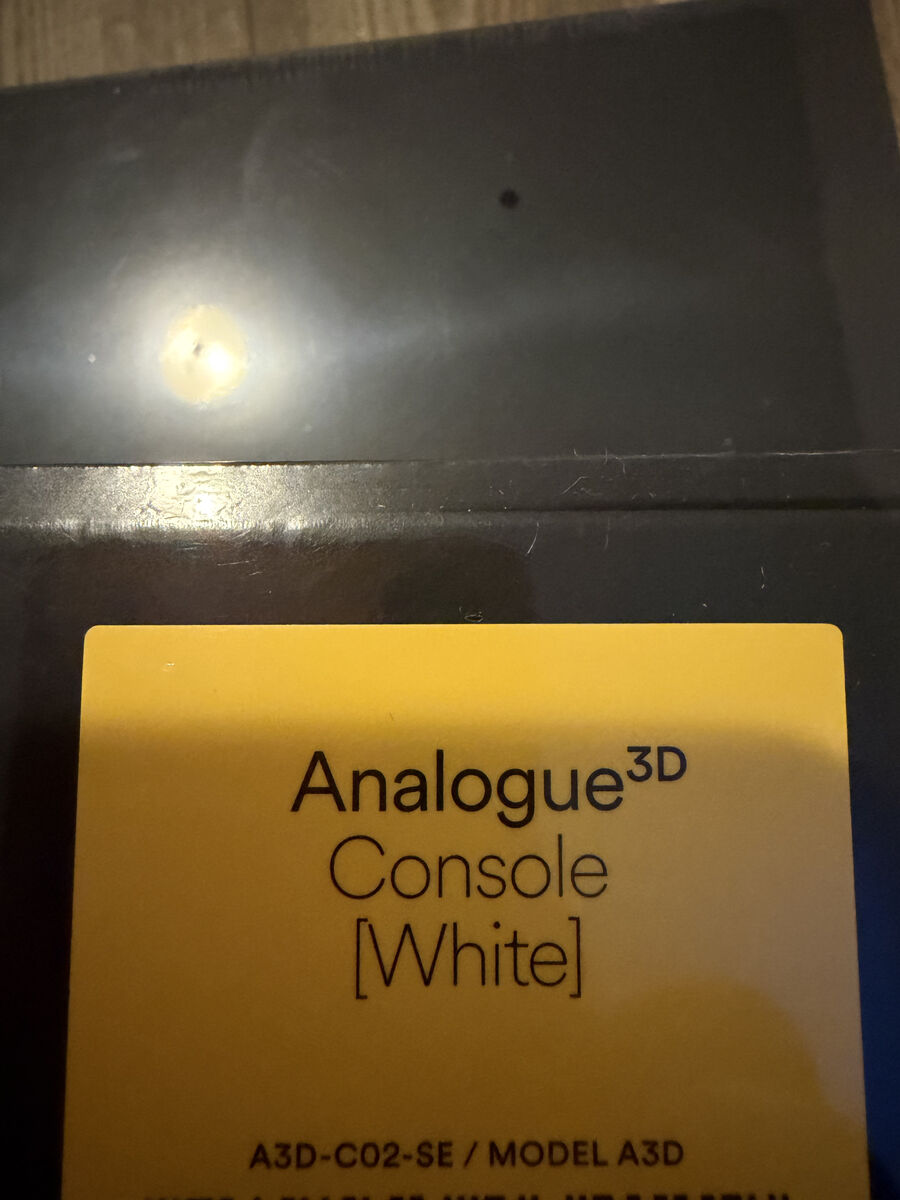 Analogue³ᴰ
Console
[White]
A3D-C02-SE / MODEL A3D